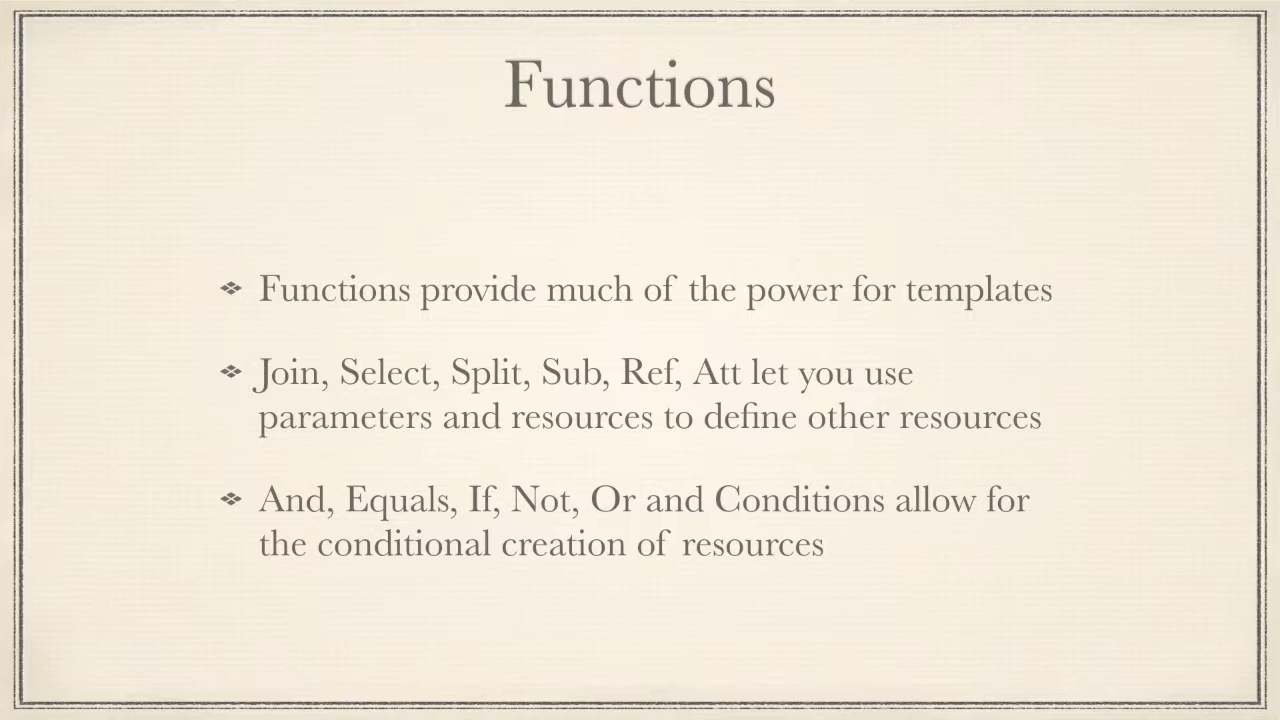 Functions
❖ Functions provide much of the power for templates
❖ Join, Select, Split, Sub, Ref, Att let you use
parameters and resources to define other resources
❖ And, Equals, If, Not, Or and Conditions allow for
the conditional creation of resources